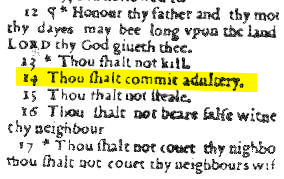 12 ¶ * Honour thy father and thy mot
thy dayes may bee long vpon the land
LORD thy God giueth thee.
13 * Thou shalt not kill.
14 Thou shalt commit adultery.
15 Thou shalt not steale.
16 Thou shalt not beare false witne
thy neighbour
17 * Thou shalt not couet thy nighbo
thou shalt not couet thy neighbours wif